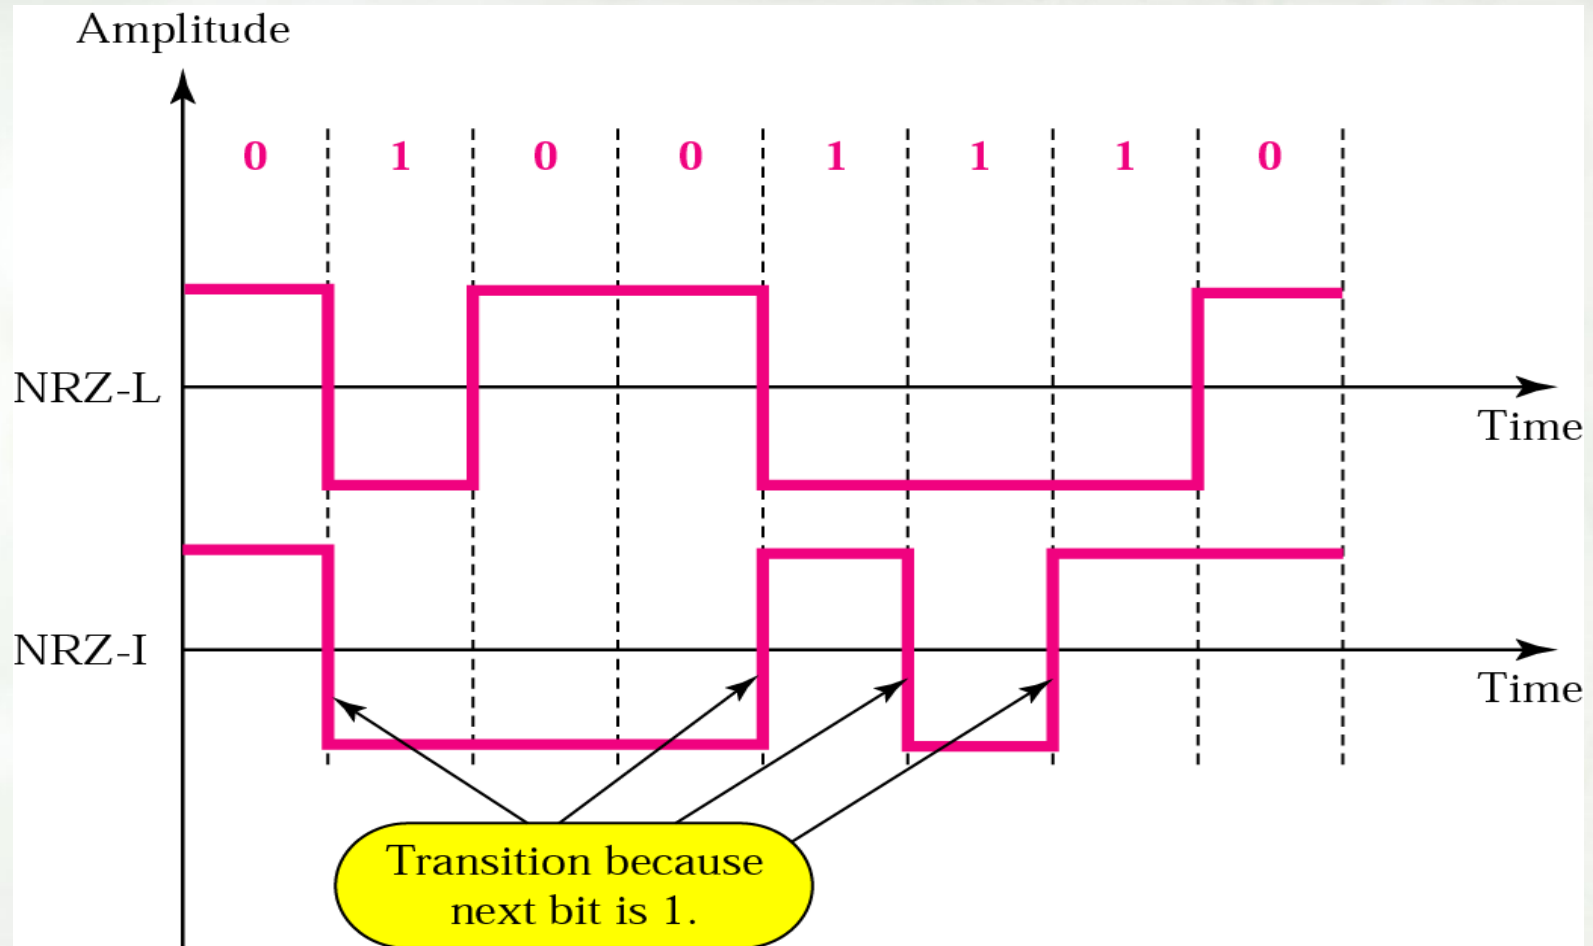 Amplitude
0 1 0 0 1 1 1 0
NRZ-L
Time
NRZ-I
Time
Transition because
next bit is 1.